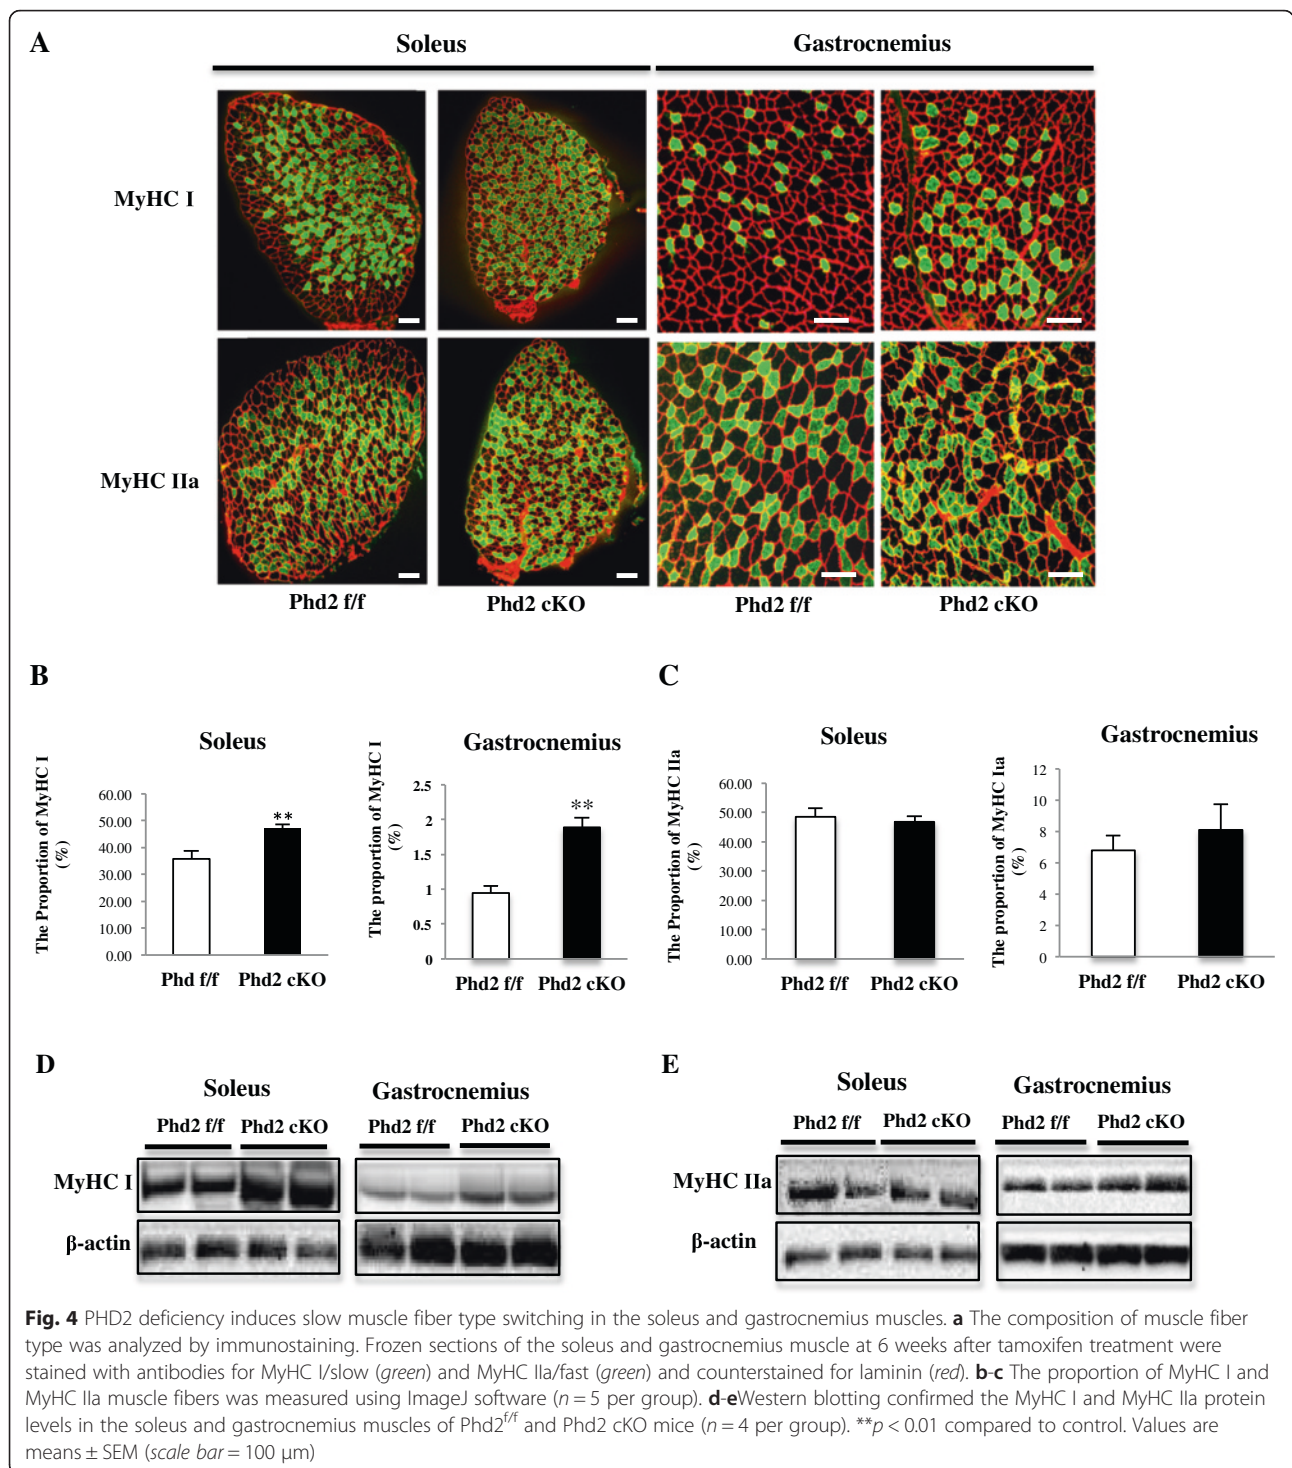 A
Soleus
Gastrocnemius
MyHC I
MyHC IIa
Phd2 f/f
Phd2 cKO
Phd2 f/f
Phd2 cKO
B
Soleus
The Proportion of MyHC I
(%)
60.00
50.00
40.00
30.00
20.00
10.00
0.00
**
Phd f/f
Phd2 cKO
Gastrocnemius
The proportion of MyHC I
(%)
2.5
2
1.5
1
0.5
0
**
Phd2 f/f
Phd2 cKO
C
Soleus
The Proportion of MyHC IIa
(%)
60.00
50.00
40.00
30.00
20.00
10.00
0.00
Phd2 f/f
Phd2 cKO
Gastrocnemius
The proportion of MyHC Iia
(%)
12
10
8
6
4
2
0
Phd2 f/f
Phd2 cKO
D
Soleus
Gastrocnemius
Phd2 f/f
Phd2 cKO
Phd2 f/f
Phd2 cKO
MyHC I
β-actin
E
Soleus
Gastrocnemius
Phd2 f/f
Phd2 cKO
Phd2 f/f
Phd2 cKO
MyHC IIa
β-actin
Fig. 4 PHD2 deficiency induces slow muscle fiber type switching in the soleus and gastrocnemius muscles. a The composition of muscle fiber
type was analyzed by immunostaining. Frozen sections of the soleus and gastrocnemius muscle at 6 weeks after tamoxifen treatment were
stained with antibodies for MyHC I/slow (green) and MyHC IIa/fast (green) and counterstained for laminin (red). b-c The proportion of MyHC I and
MyHC IIa muscle fibers was measured using ImageJ software (n = 5 per group). d-eWestern blotting confirmed the MyHC I and MyHC IIa protein
levels in the soleus and gastrocnemius muscles of Phd2f/f and Phd2 cKO mice (n = 4 per group). **p < 0.01 compared to control. Values are
means ± SEM (scale bar = 100 μm)